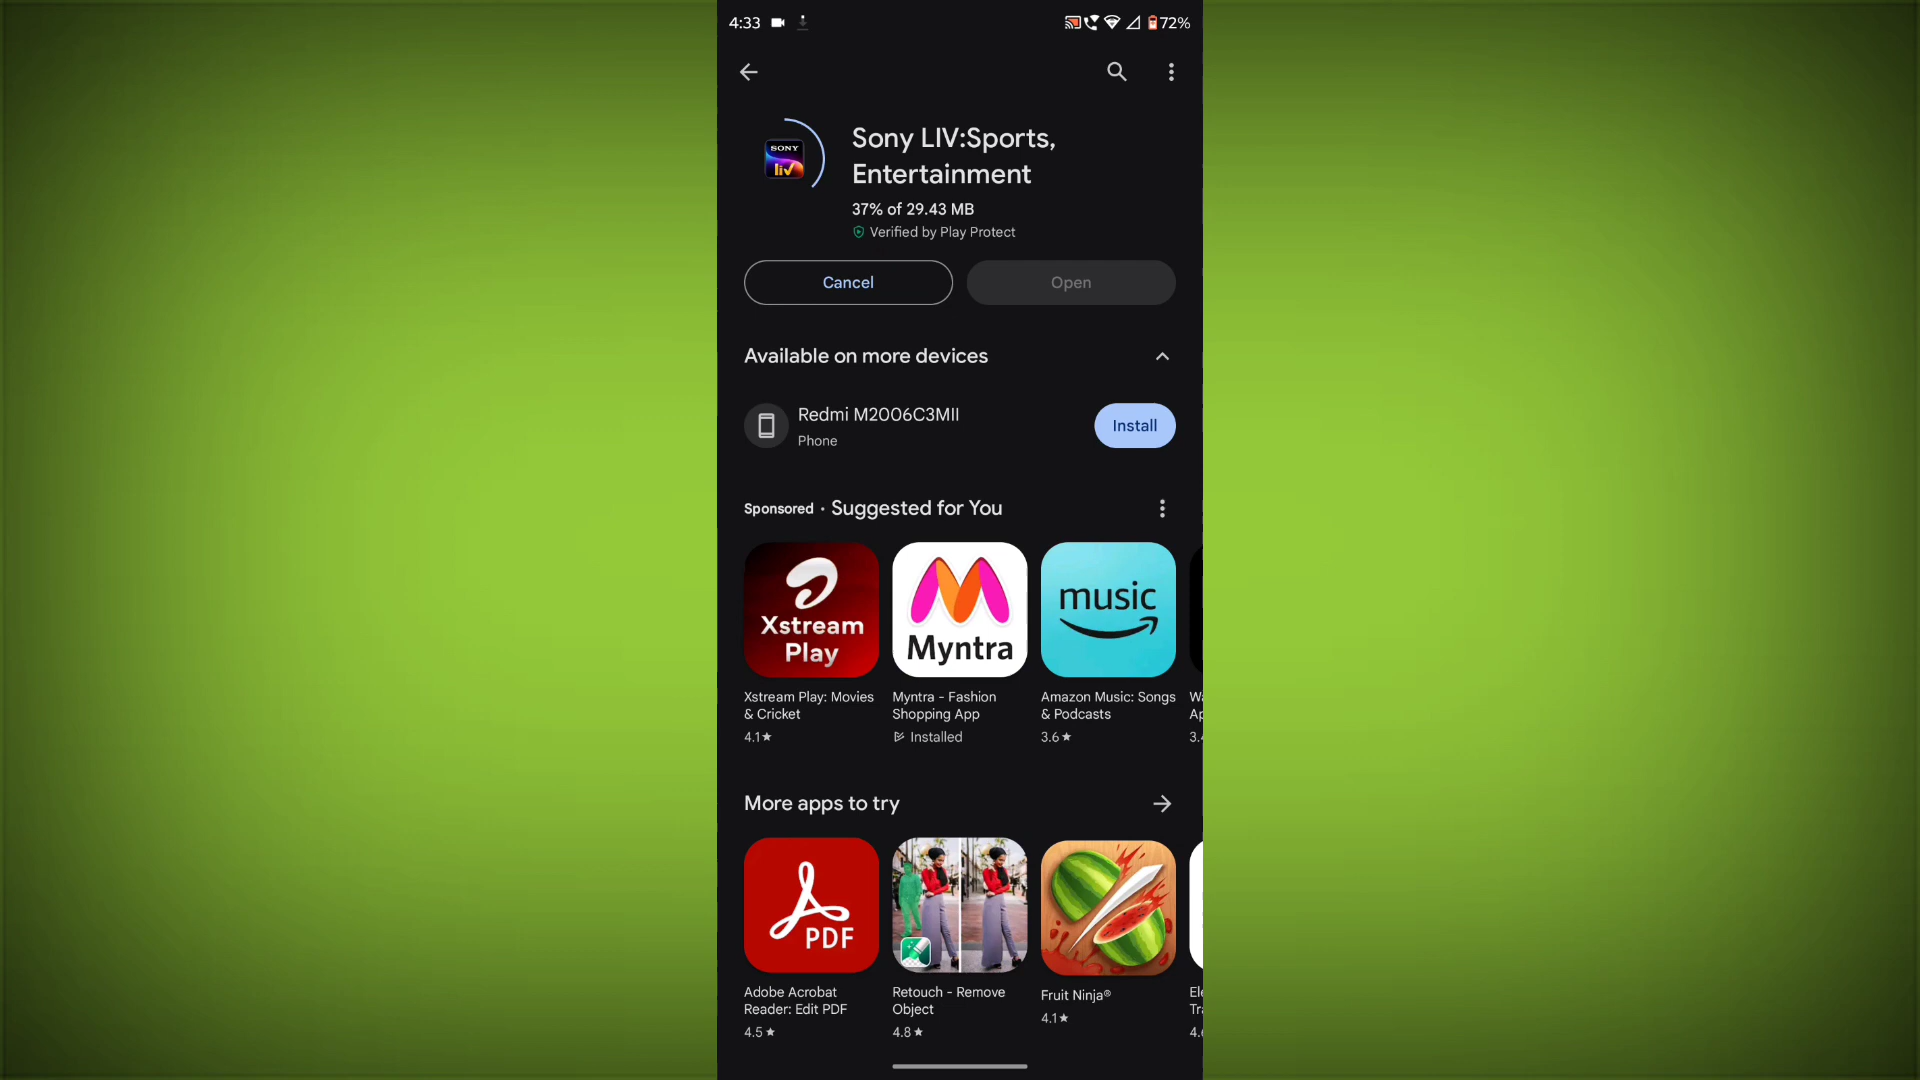 4:33
72%
SONY
liv
Sony LIV:Sports,
Entertainment
37% of 29.43 MB
Verified by Play Protect
Cancel
Open
Available on more devices
Redmi M2006C3MII
Phone
Install
Sponsored • Suggested for You
Xstream
Play
Myntra
music
Xstream Play: Movies
& Cricket
4.1★
Myntra - Fashion
Shopping App
Installed
Amazon Music: Songs
& Podcasts
3.6★
More apps to try
PDF
Adobe Acrobat
Reader: Edit PDF
4.5★
Retouch - Remove
Object
4.8★
Fruit Ninja®
4.1★